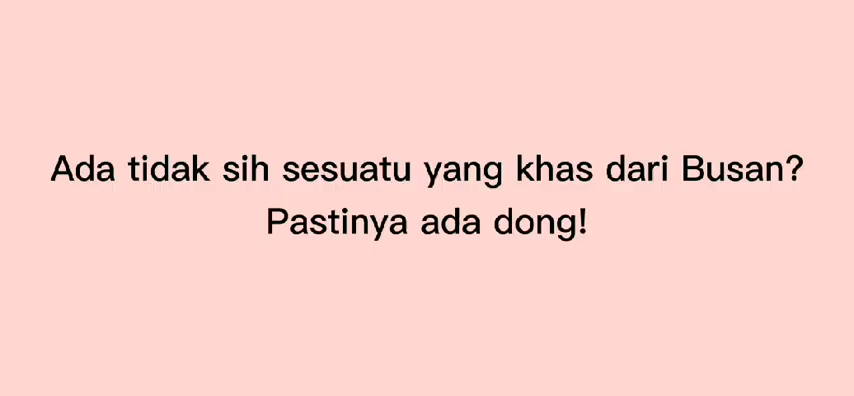 Ada tidak sih sesuatu yang khas dari Busan?
Pastinya ada dong!